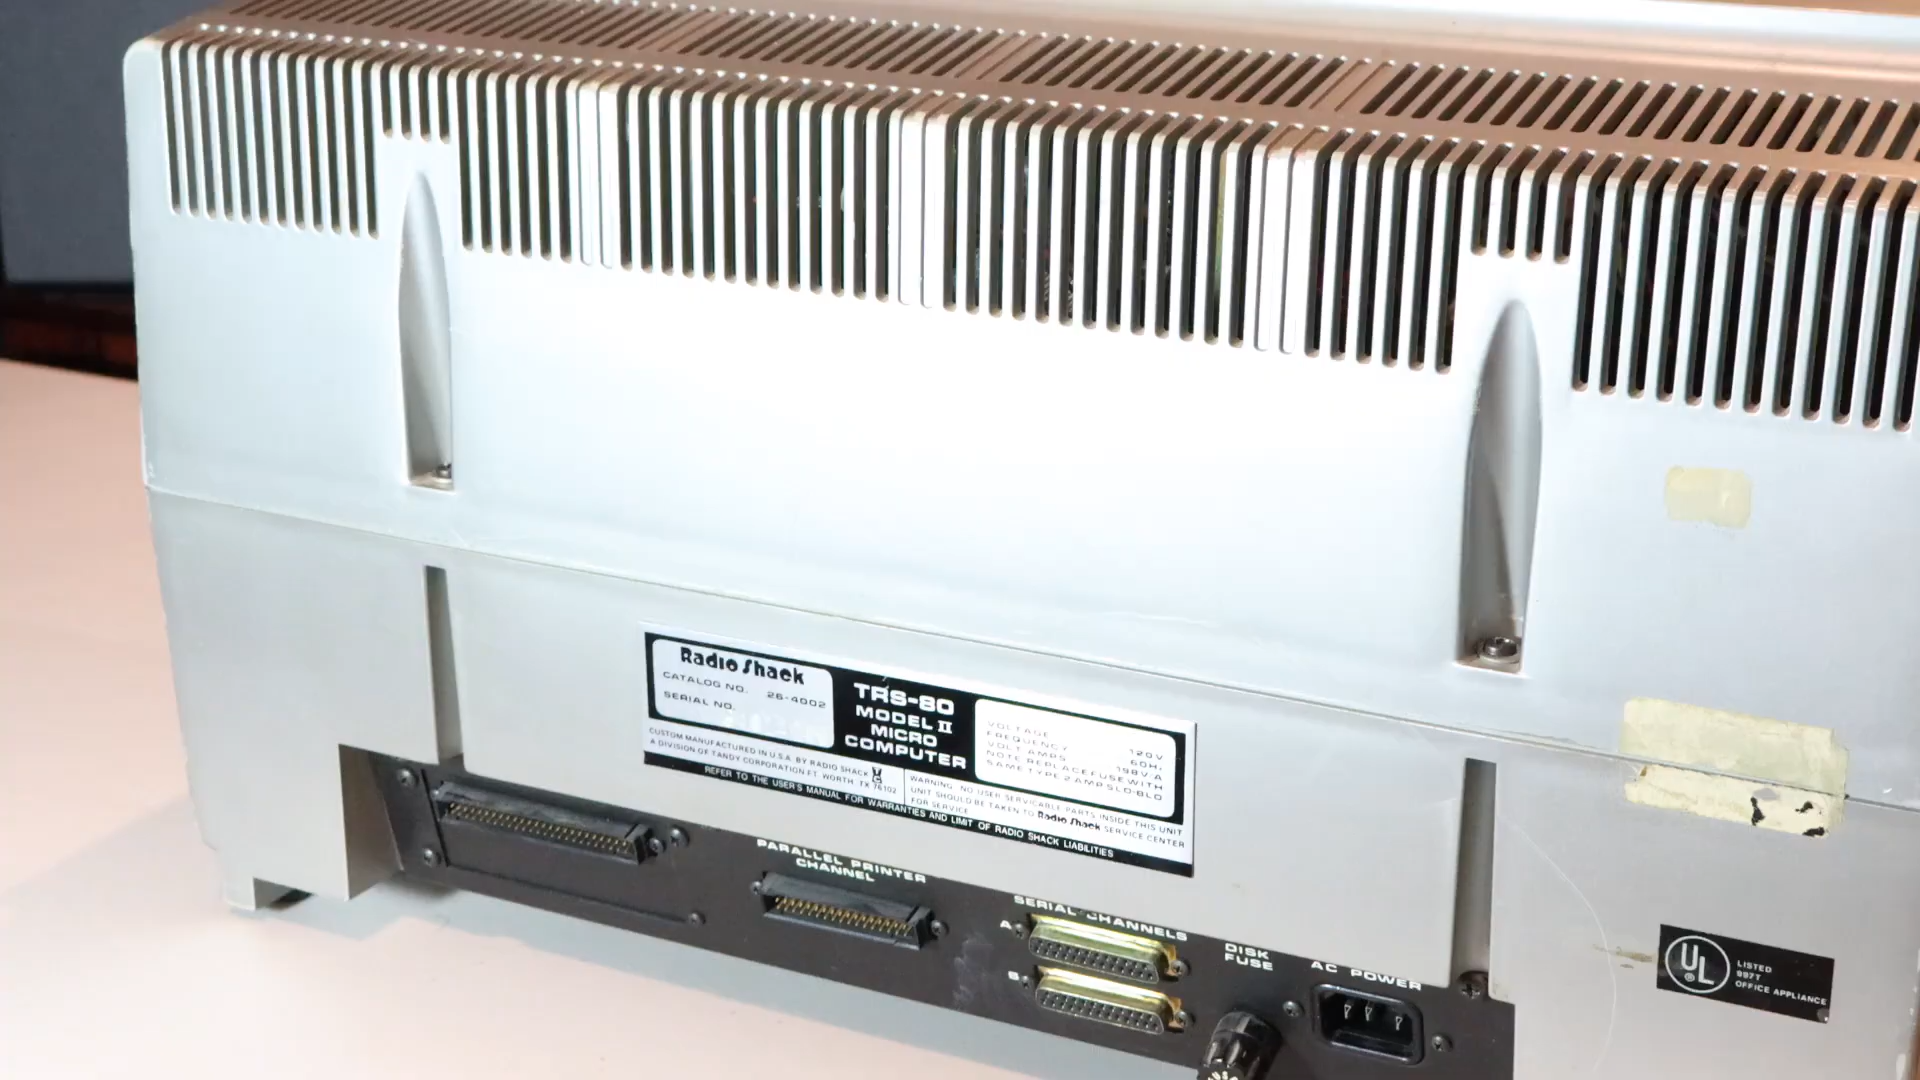 Radio Shack
CATALOG NO. 26-4002
SERIAL NO.
TRS-80
MODEL II
MICRO
COMPUTER
VOLTAGE 120V
FREQUENCY 60Hz
VOLT AMPS 198V·A
NOTE REPLACE FUSE WITH
SAME TYPE 2 AMP SLO-BLO
CUSTOM MANUFACTURED IN U.S.A. BY RADIO SHACK
A DIVISION OF TANDY CORPORATION FT. WORTH, TX 76102
WARNING: NO USER SERVICABLE PARTS INSIDE THIS UNIT
UNIT SHOULD BE TAKEN TO Radio Shack SERVICE CENTER
FOR SERVICE
REFER TO THE USER'S MANUAL FOR WARRANTIES AND LIMIT OF RADIO SHACK LIABILITIES
PARALLEL PRINTER
CHANNEL
SERIAL CHANNELS
A
B
DISK
FUSE
AC POWER
UL
LISTED
997T
OFFICE APPLIANCE